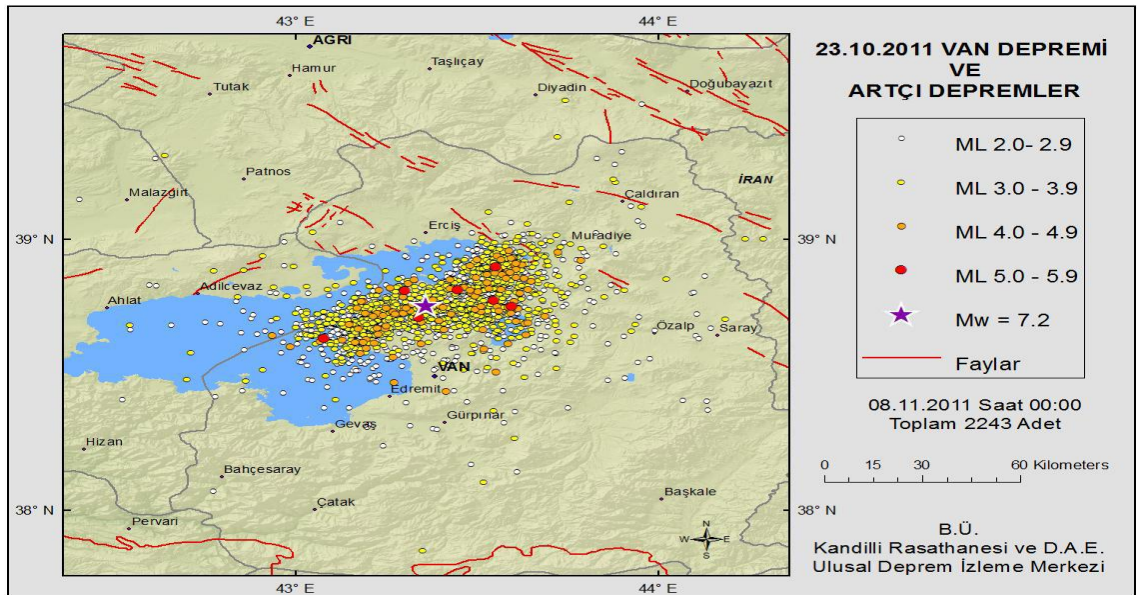 43° E
44° E
AGRI
Hamur
Taşlıçay
Tutak
Diyadin
Doğubayazıt
Patnos
Malazgirt
Çaldıran
İRAN
Erciş
39° N
Muradiye
39° N
Adilcevaz
Ahlat
Özalp
Saray
VAN
Edremit
Gürpınar
Gevaş
Hizan
Bahçesaray
Başkale
Çatak
38° N
38° N
Pervari
N
W E
S
43° E
44° E
23.10.2011 VAN DEPREMİ
VE
ARTÇI DEPREMLER
ML 2.0- 2.9
ML 3.0 - 3.9
ML 4.0 - 4.9
ML 5.0 - 5.9
Mw = 7.2
Faylar
08.11.2011 Saat 00:00
Toplam 2243 Adet
0 15 30 60 Kilometers
B.Ü.
Kandilli Rasathanesi ve D.A.E.
Ulusal Deprem İzleme Merkezi